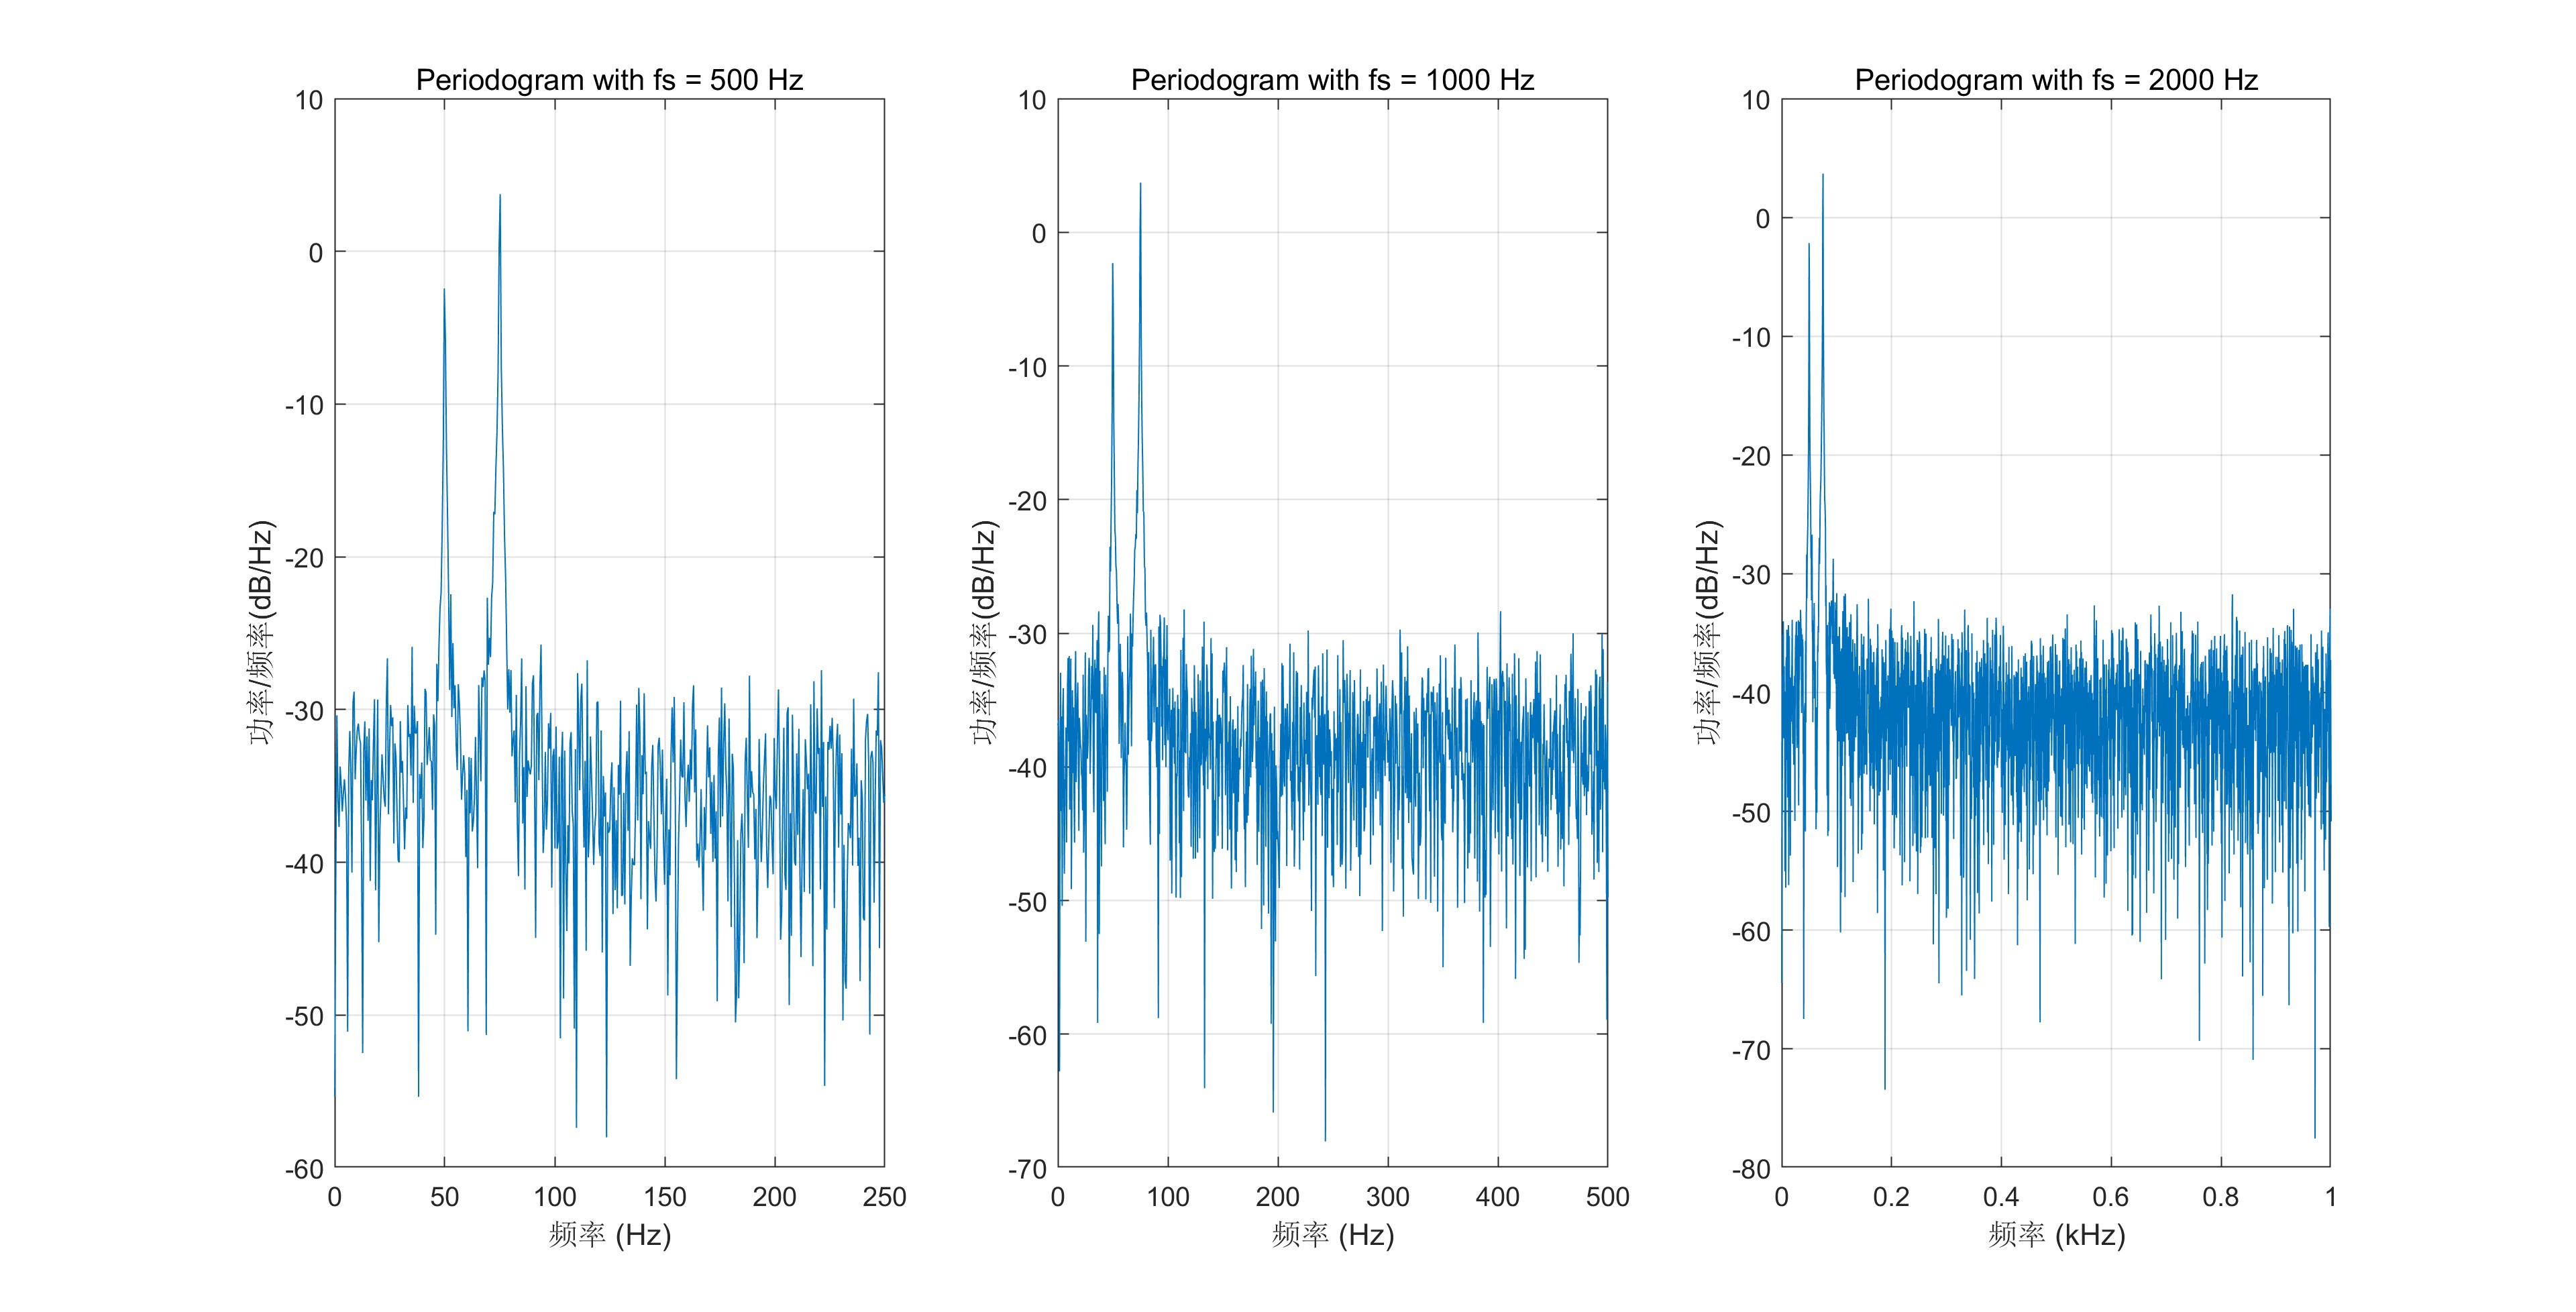 Periodogram with fs = 500 Hz
10
0
-10
-20
-30
-40
-50
-60
0 50 100 150 200 250
功率/频率(dB/Hz)
频率 (Hz)
Periodogram with fs = 1000 Hz
10
0
-10
-20
-30
-40
-50
-60
-70
0 100 200 300 400 500
功率/频率(dB/Hz)
频率 (Hz)
Periodogram with fs = 2000 Hz
10
0
-10
-20
-30
-40
-50
-60
-70
-80
0 0.2 0.4 0.6 0.8 1
功率/频率(dB/Hz)
频率 (kHz)